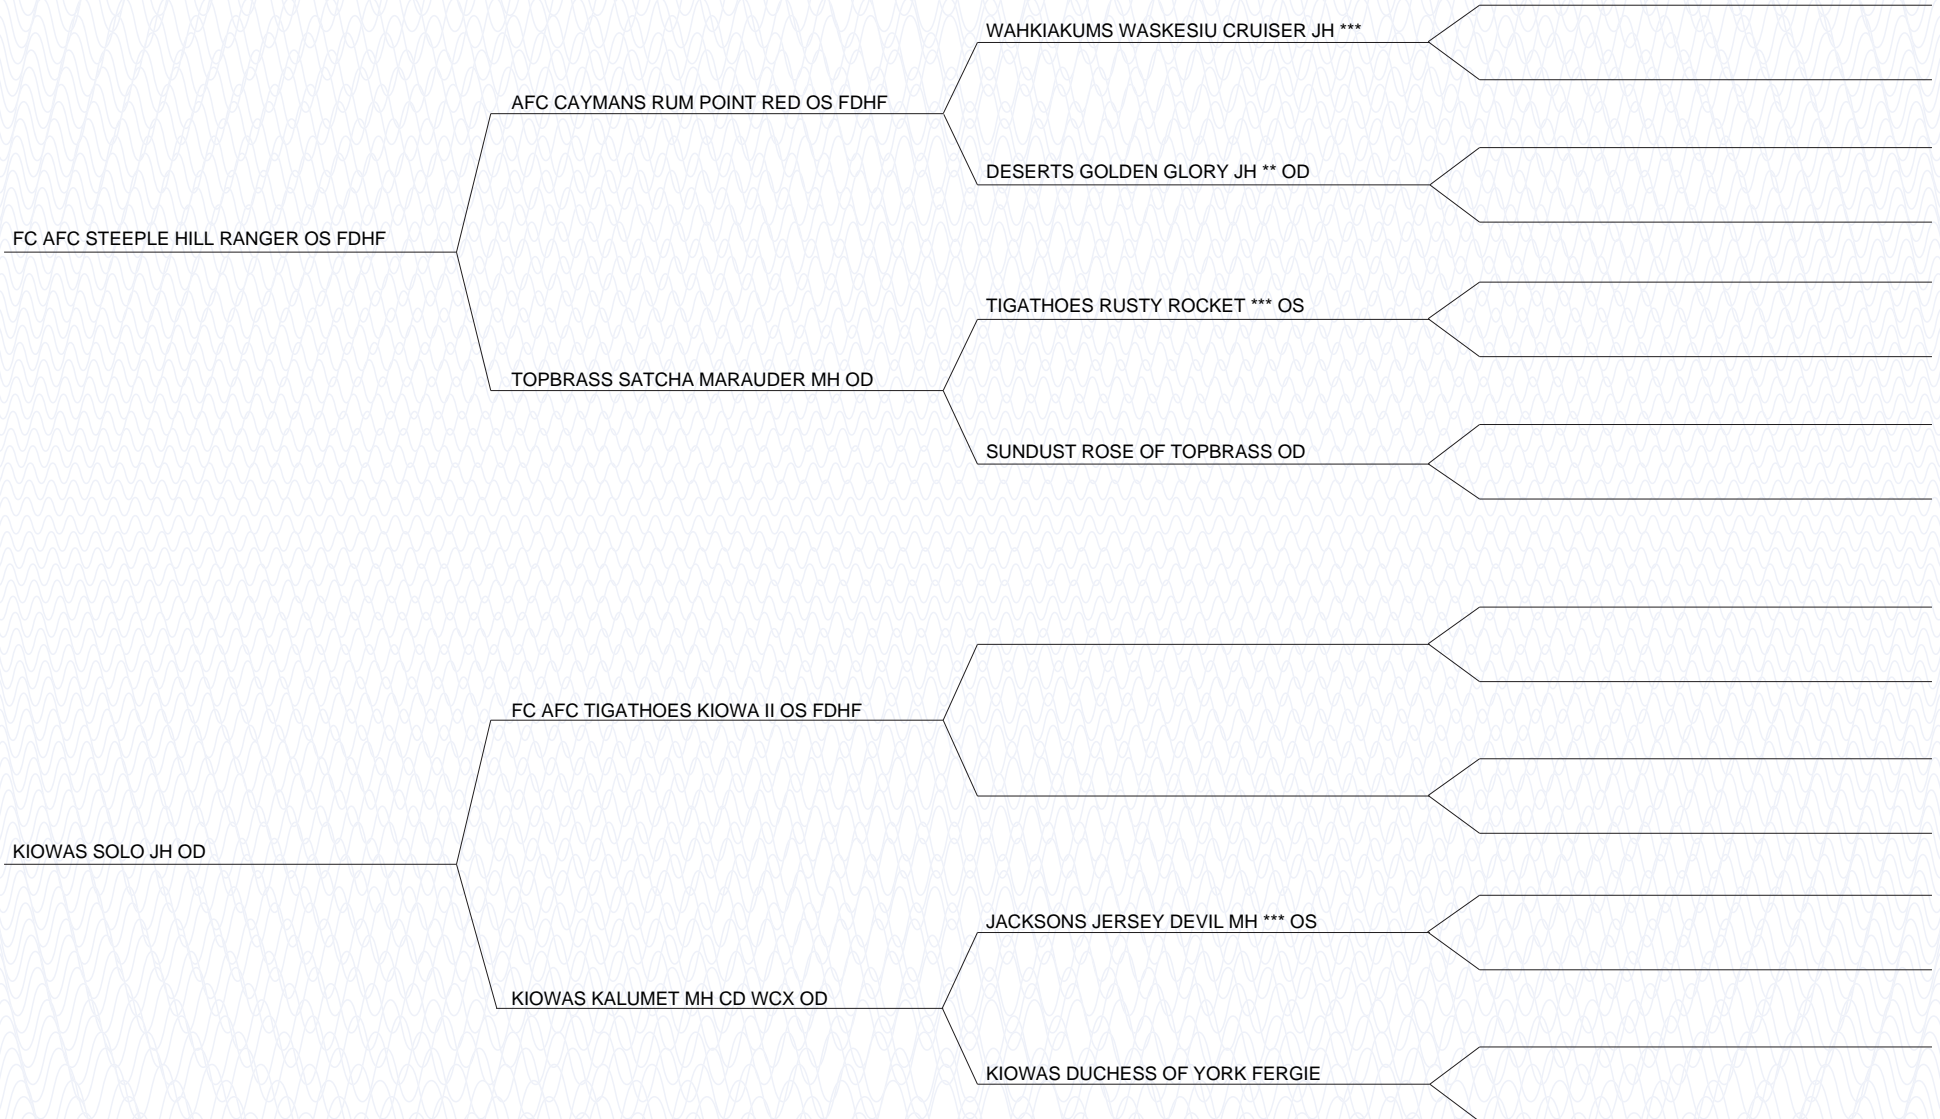 WAHKIAKUMS WASKESIU CRUISER JH ***
AFC CAYMANS RUM POINT RED OS FDHF
DESERTS GOLDEN GLORY JH ** OD
FC AFC STEEPLE HILL RANGER OS FDHF
TIGATHOES RUSTY ROCKET *** OS
TOPBRASS SATCHA MARAUDER MH OD
SUNDUST ROSE OF TOPBRASS OD
FC AFC TIGATHOES KIOWA II OS FDHF
KIOWAS SOLO JH OD
JACKSONS JERSEY DEVIL MH *** OS
KIOWAS KALUMET MH CD WCX OD
KIOWAS DUCHESS OF YORK FERGIE